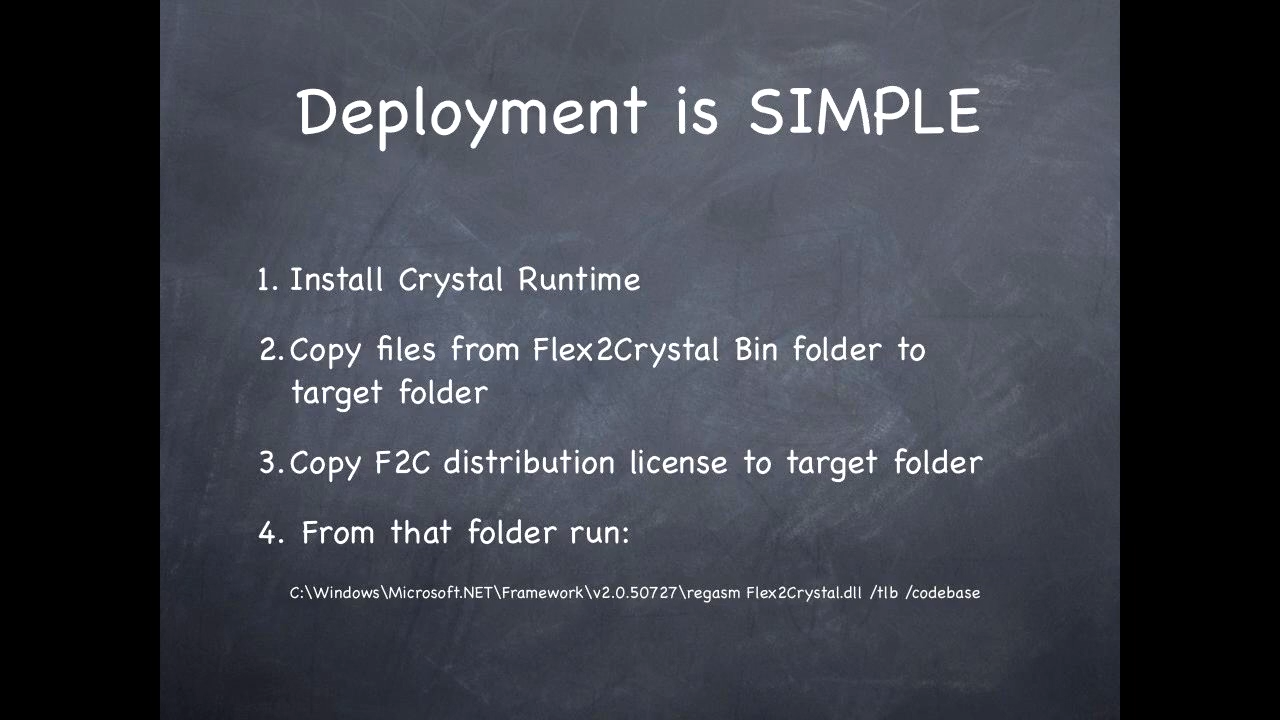 Deployment is SIMPLE
1. Install Crystal Runtime
2. Copy files from Flex2Crystal Bin folder to
target folder
3. Copy F2C distribution license to target folder
4. From that folder run:
C:\Windows\Microsoft.NET\Framework\v2.0.50727\regasm Flex2Crystal.dll /tlb /codebase